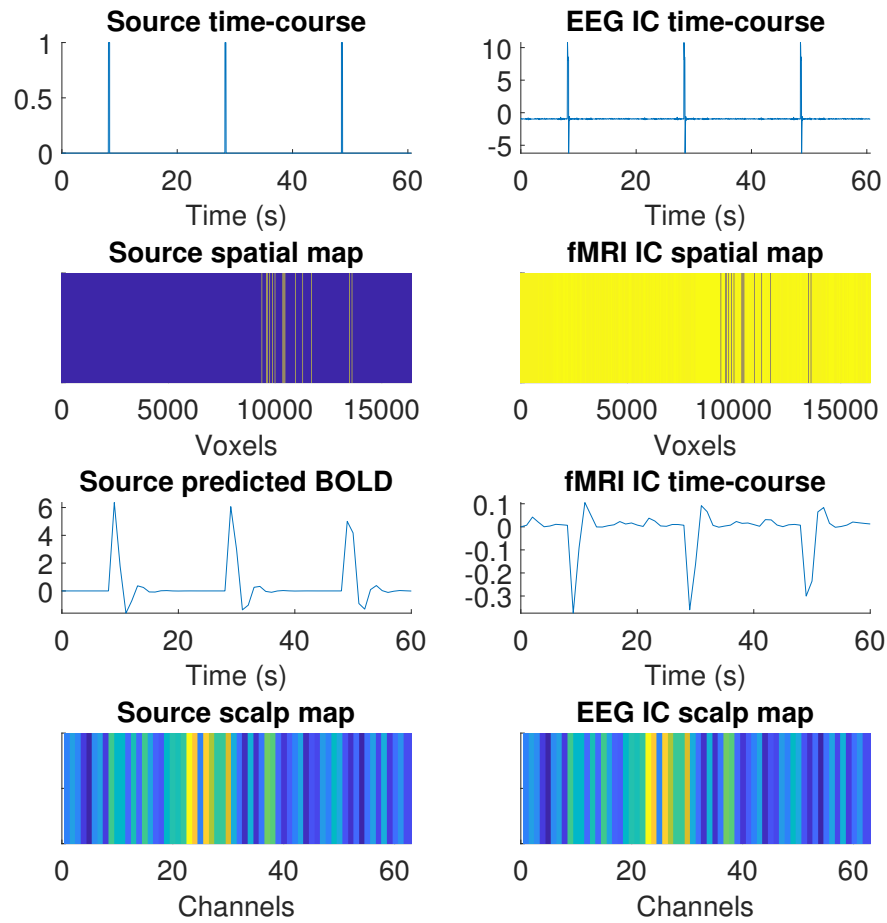 Source time-course
1
0.5
0
0 20 40 60
Time (s)
EEG IC time-course
10
5
0
-5
0 20 40 60
Time (s)
Source spatial map
0 5000 10000 15000
Voxels
fMRI IC spatial map
0 5000 10000 15000
Voxels
Source predicted BOLD
6
4
2
0
0 20 40 60
Time (s)
fMRI IC time-course
0.1
0
-0.1
-0.2
-0.3
0 20 40 60
Time (s)
Source scalp map
0 20 40 60
Channels
EEG IC scalp map
0 20 40 60
Channels